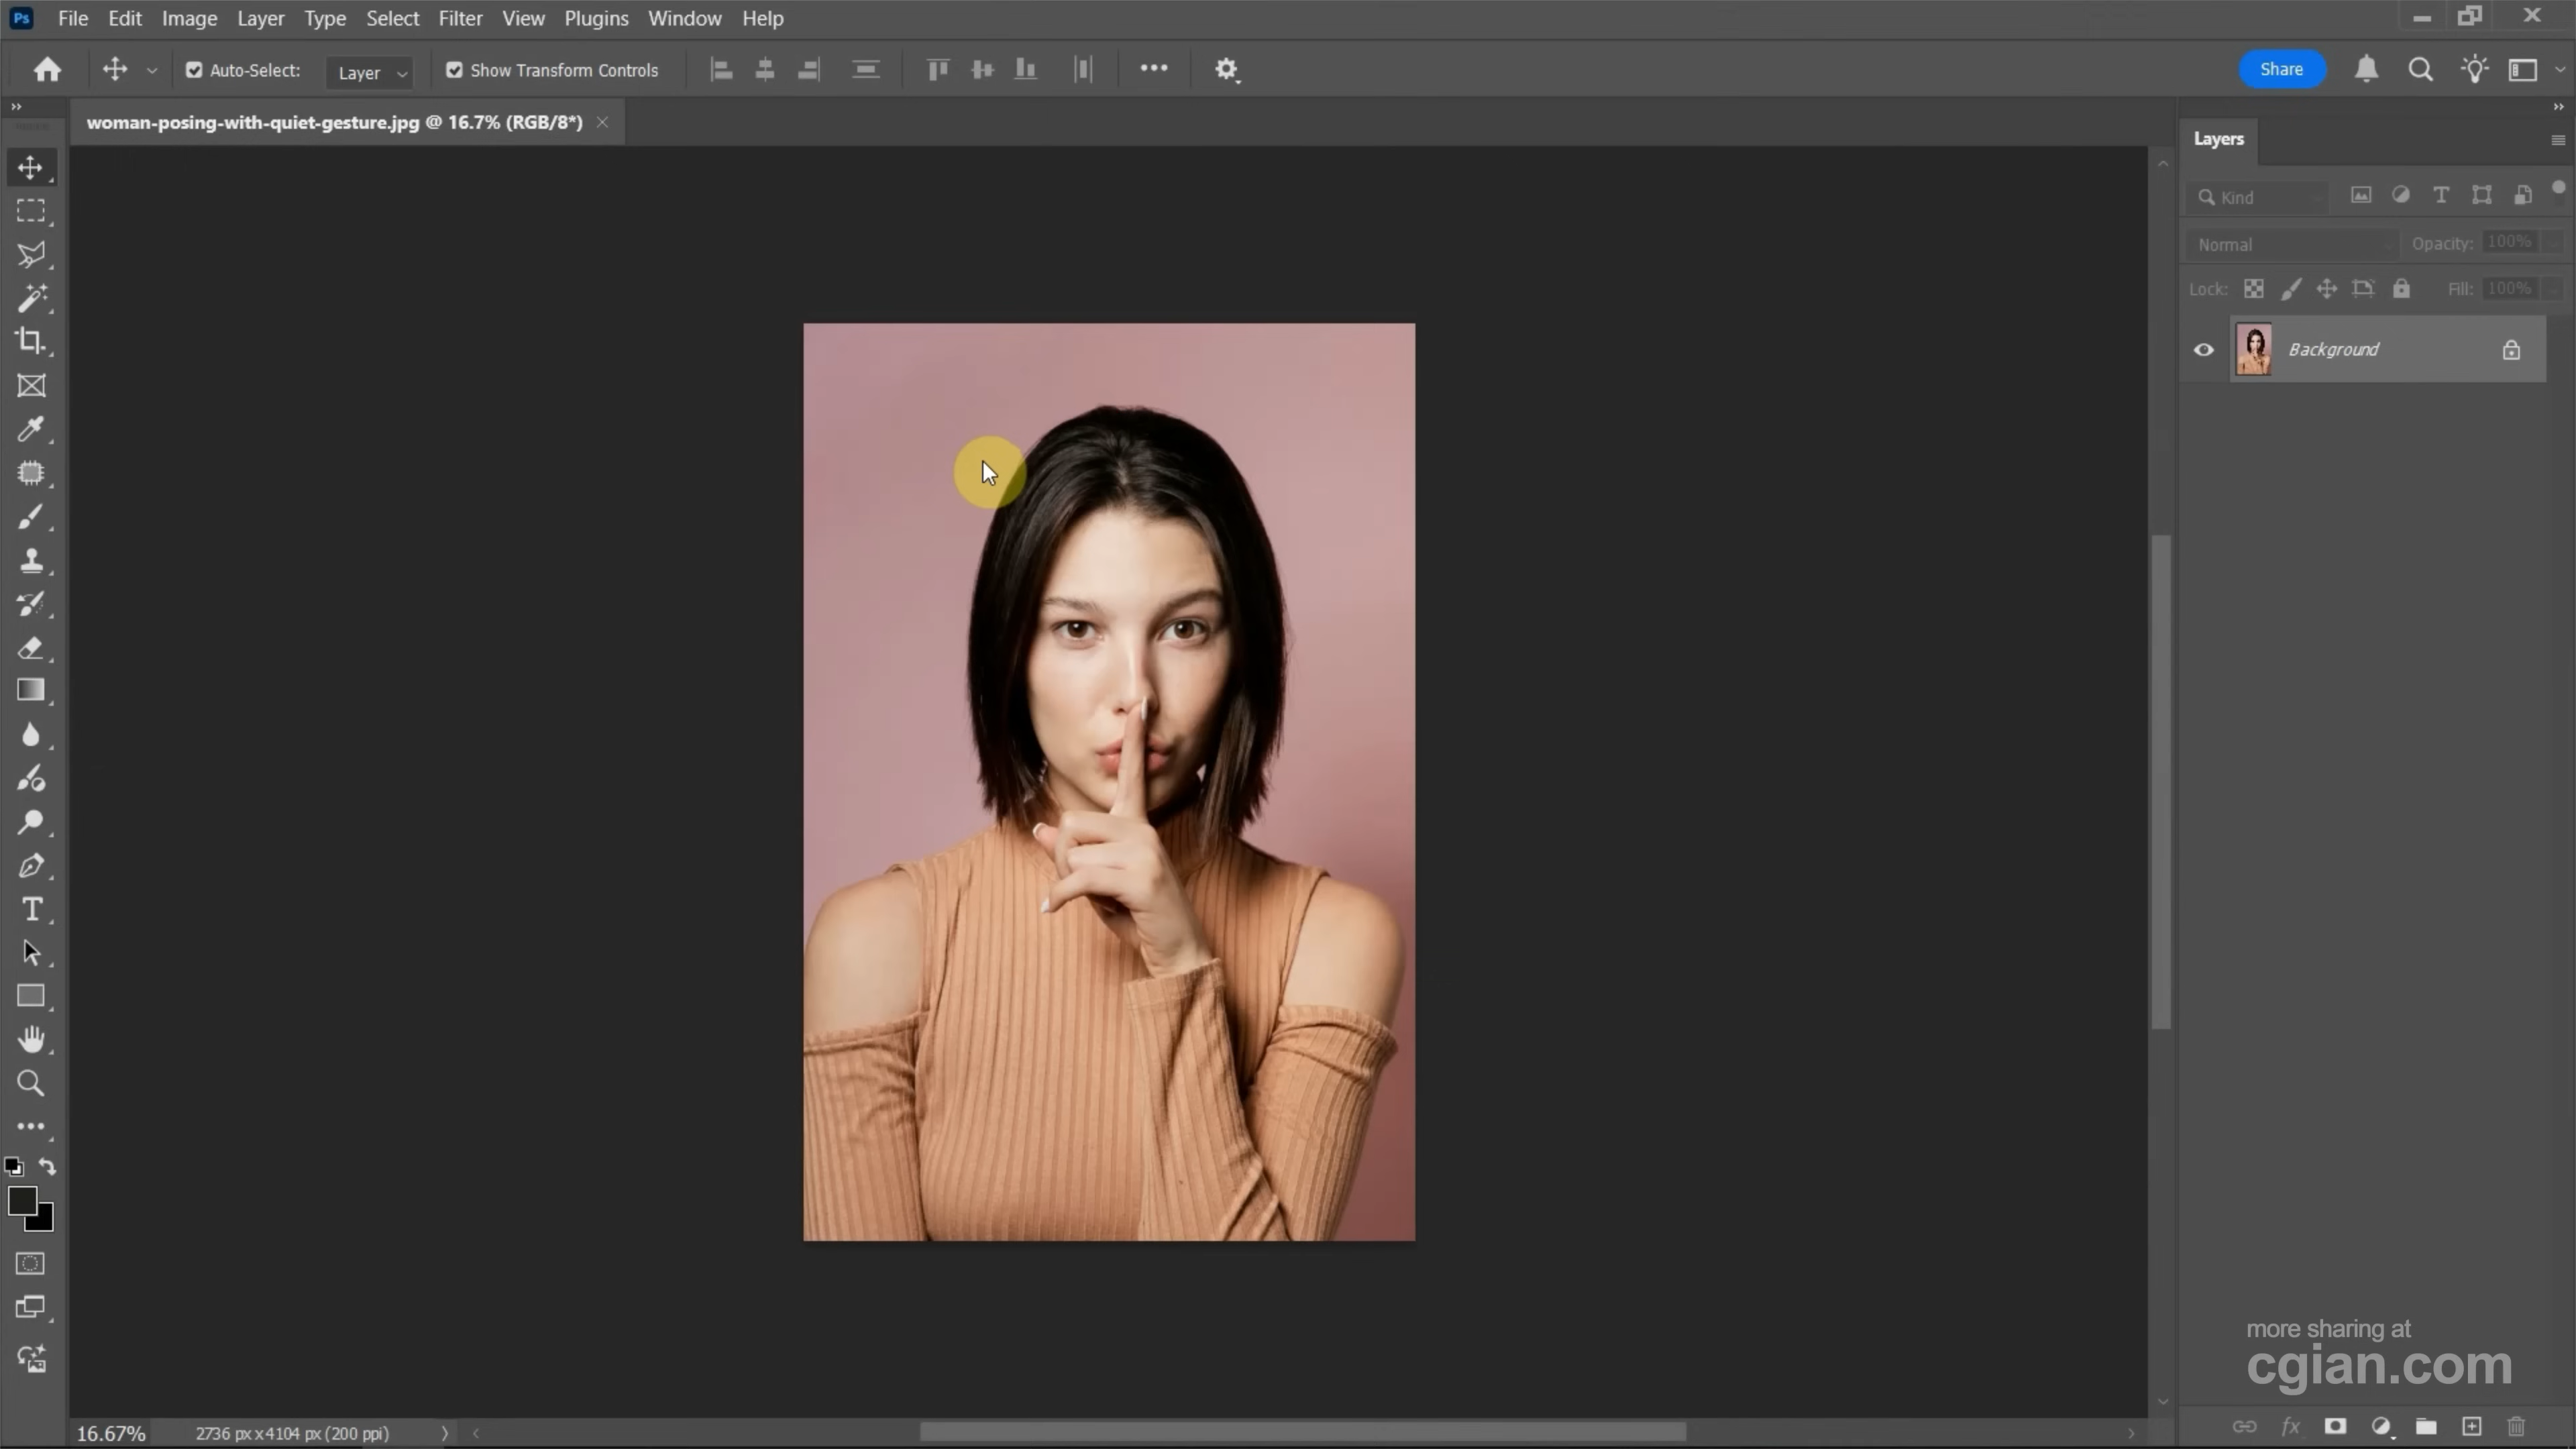 Ps File Edit Image Layer Type Select Filter View Plugins Window Help
Auto-Select: Layer Show Transform Controls Share
woman-posing-with-quiet-gesture.jpg @ 16.7% (RGB/8*)
Layers
Kind
Normal Opacity: 100%
Lock: Fill: 100%
Background
T
more sharing at
cgian.com
16.67% 2736 px x 4104 px (200 ppi)
fx